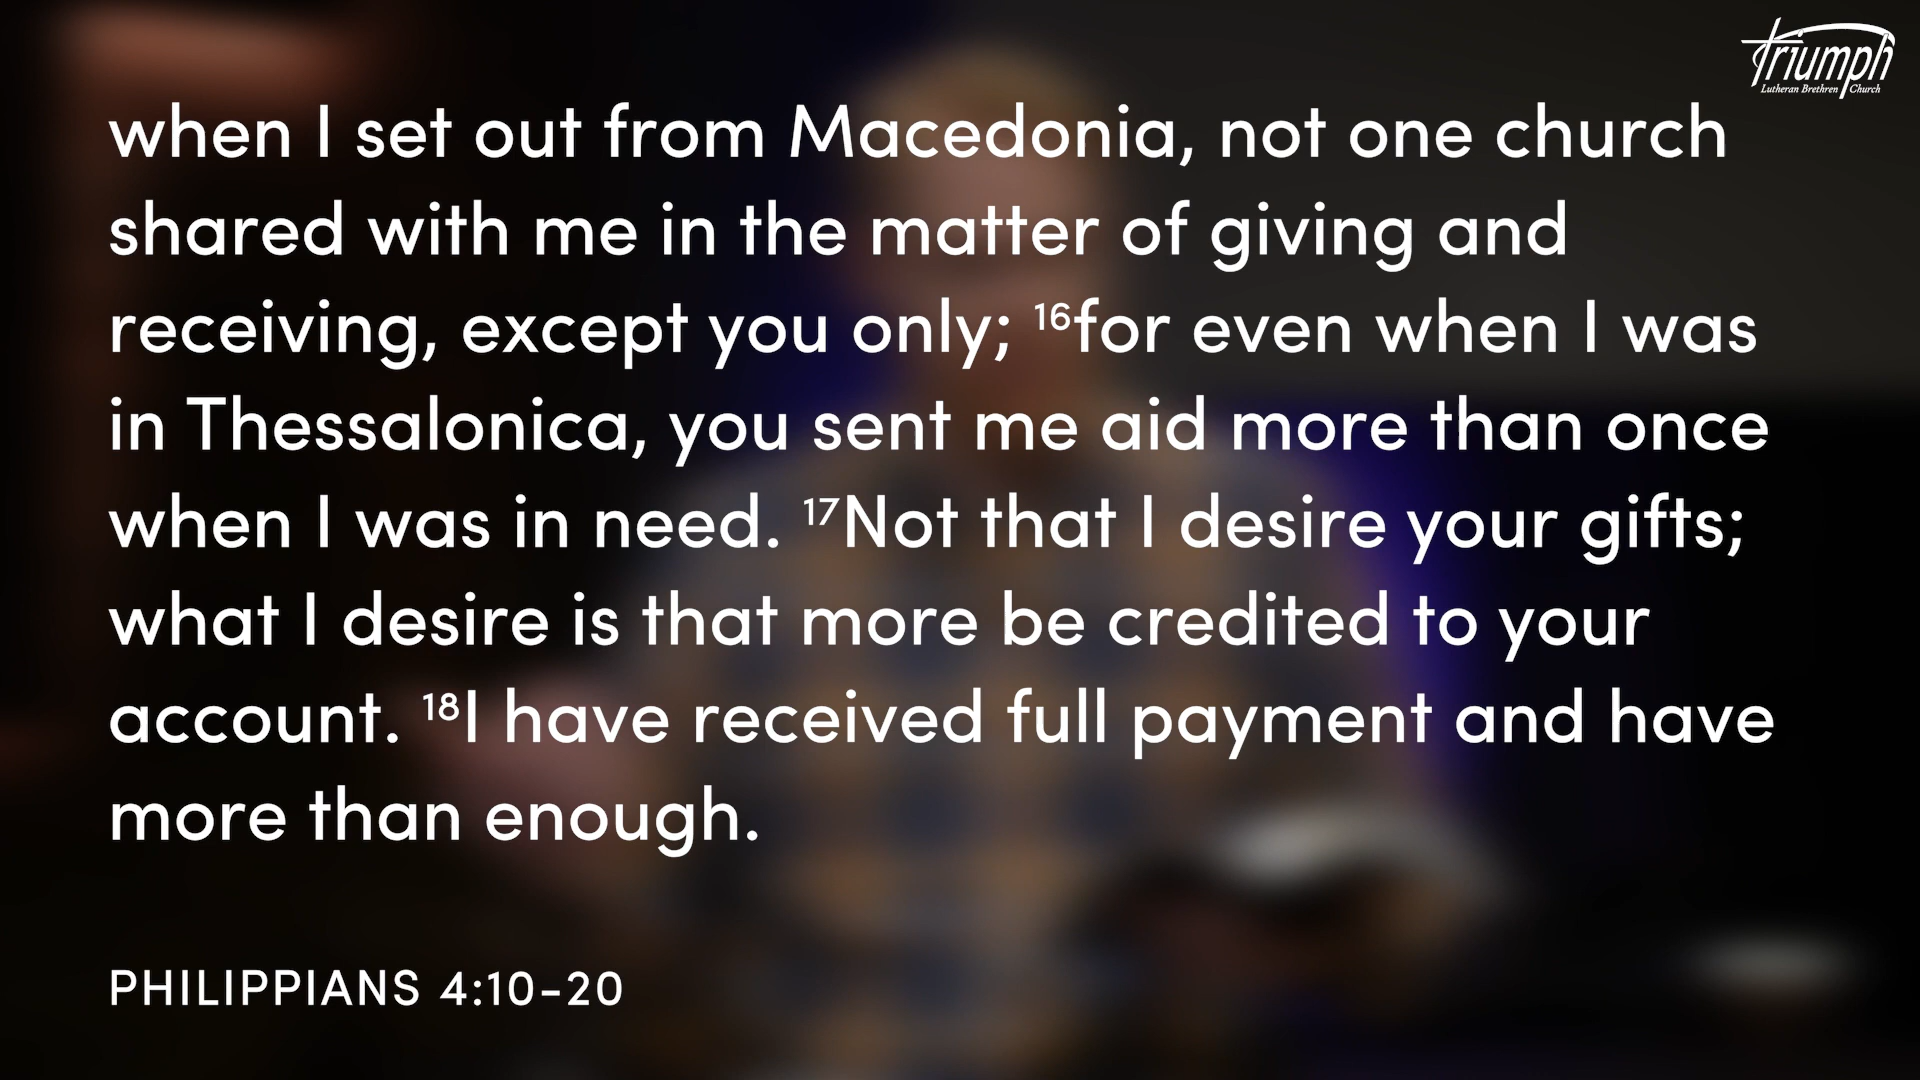 triumph
Lutheran Brethren Church
when I set out from Macedonia, not one church
shared with me in the matter of giving and
receiving, except you only; 16for even when I was
in Thessalonica, you sent me aid more than once
when I was in need. 17Not that I desire your gifts;
what I desire is that more be credited to your
account. 18I have received full payment and have
more than enough.
PHILIPPIANS 4:10-20